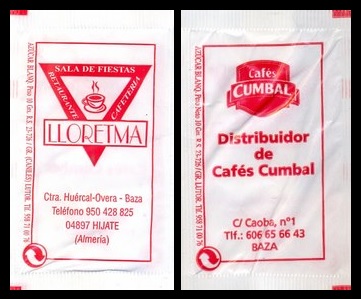 SALA DE FIESTAS
RESTAURANTE
CAFETERIA
LLORETMA
Ctra. Huércal-Overa - Baza
Teléfono 950 428 825
04897 HIJATE
(Almería)
Cafés
CUMBAL
Distribuidor
de
Cafés Cumbal
C/ Caoba, nº1
Tlf.: 606 65 66 43
BAZA